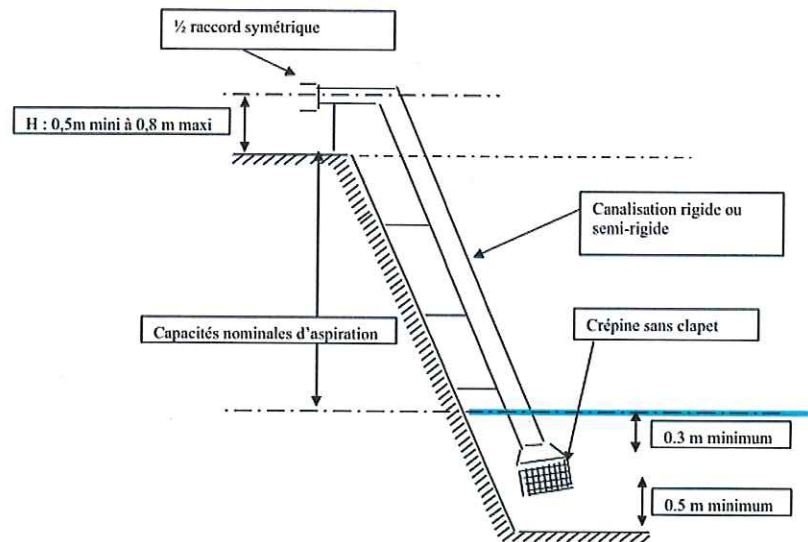 ½ raccord symétrique
H : 0,5m mini à 0,8 m maxi
Canalisation rigide ou
semi-rigide
Capacités nominales d'aspiration
Crépine sans clapet
0.3 m minimum
0.5 m minimum